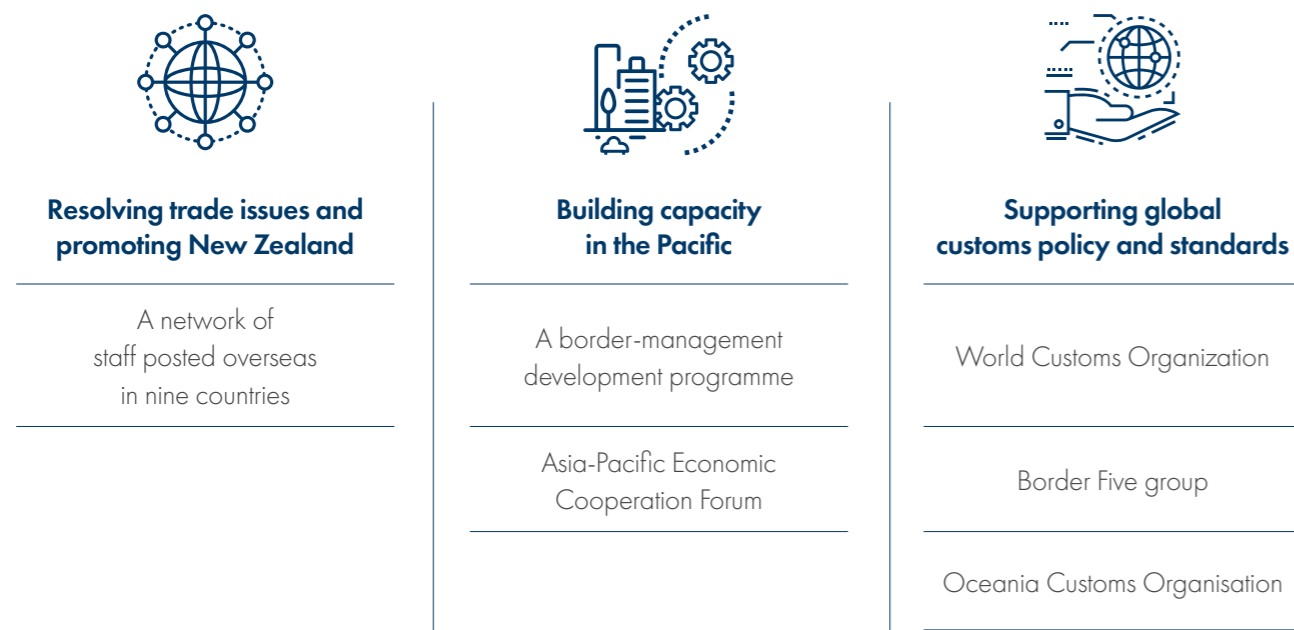 Resolving trade issues and
promoting New Zealand
A network of
staff posted overseas
in nine countries
Building capacity
in the Pacific
A border-management
development programme
Asia-Pacific Economic
Cooperation Forum
Supporting global
customs policy and standards
World Customs Organization
Border Five group
Oceania Customs Organisation